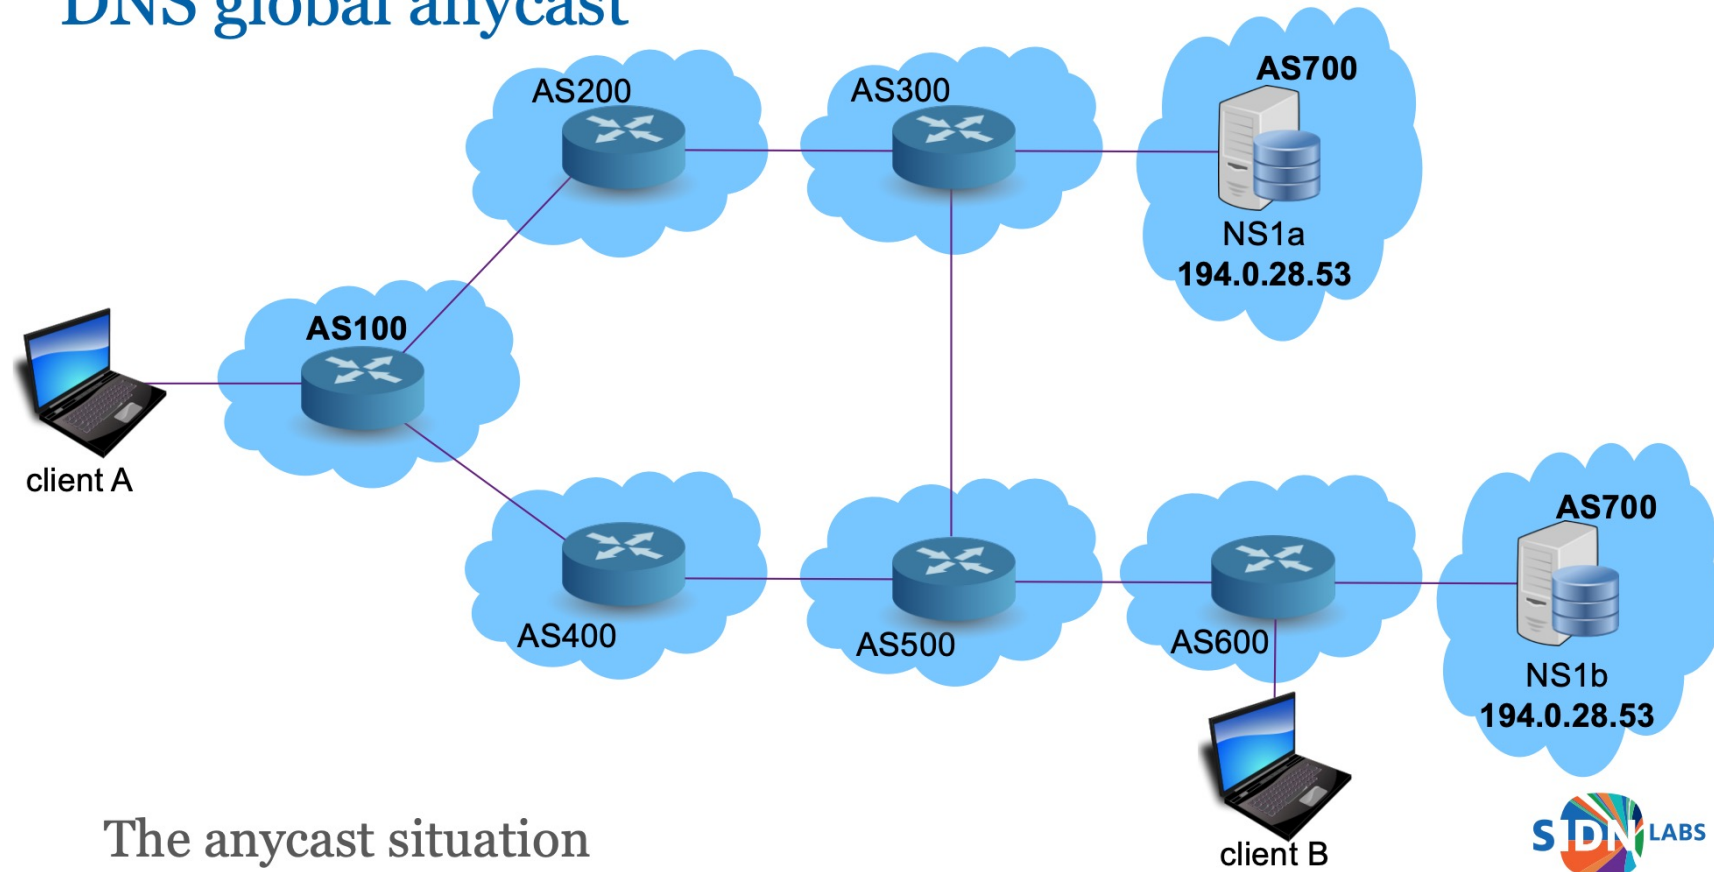 DNS global anycast
AS200
AS300
AS700
NS1a
194.0.28.53
AS100
client A
AS400
AS500
AS600
AS700
NS1b
194.0.28.53
client B
The anycast situation
SIDN LABS